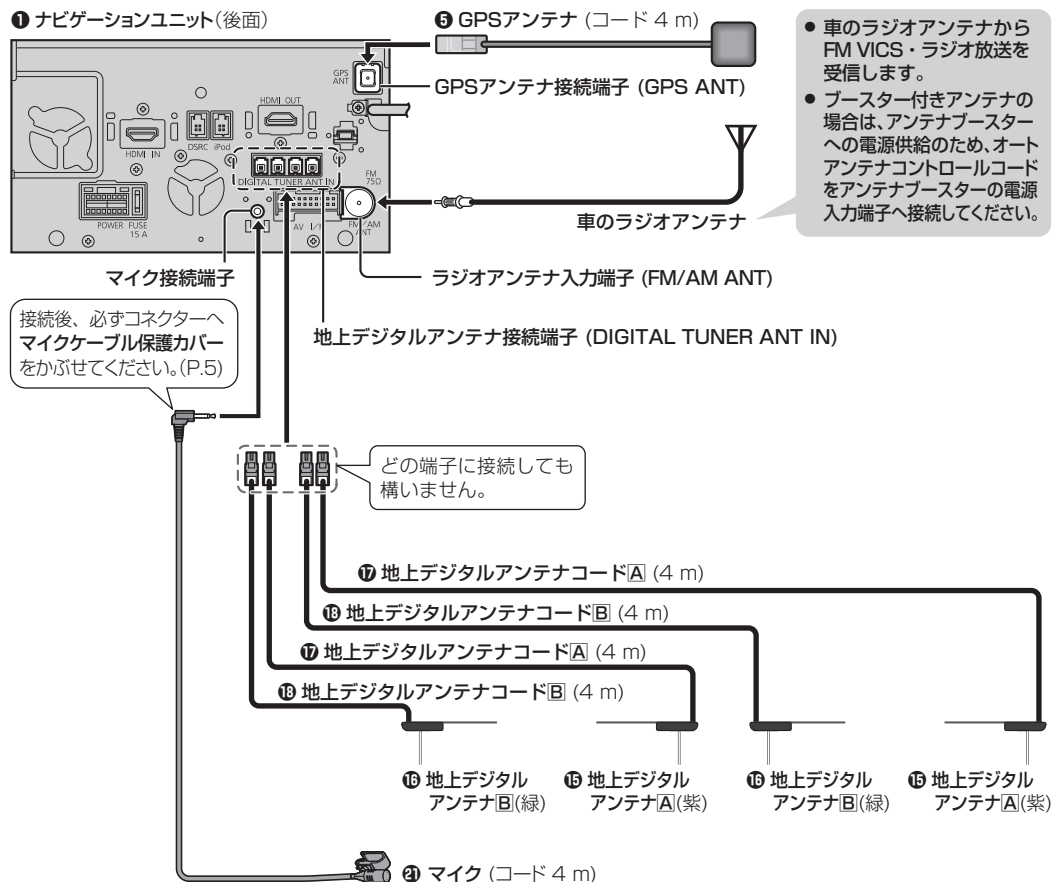 ❶ ナビゲーションユニット(後面)
❺ GPSアンテナ (コード 4 m)
GPS
ANT
GPSアンテナ接続端子 (GPS ANT)
HDMI OUT
HDMI IN
DSRC iPod
DIGITAL TUNER ANT IN
FM
75Ω
POWER FUSE
15 A
AV I/F
FM/AM
ANT
車のラジオアンテナ
● 車のラジオアンテナから
FM VICS・ラジオ放送を
受信します。
● ブースター付きアンテナの
場合は、アンテナブースター
への電源供給のため、オート
アンテナコントロールコード
をアンテナブースターの電源
入力端子へ接続してください。
マイク接続端子
ラジオアンテナ入力端子 (FM/AM ANT)
地上デジタルアンテナ接続端子 (DIGITAL TUNER ANT IN)
接続後、必ずコネクターへ
マイクケーブル保護カバー
をかぶせてください。(P.5)
どの端子に接続しても
構いません。
⓱ 地上デジタルアンテナコードA (4 m)
⓲ 地上デジタルアンテナコードB (4 m)
⓱ 地上デジタルアンテナコードA (4 m)
⓲ 地上デジタルアンテナコードB (4 m)
⓰ 地上デジタル
アンテナB(緑)
⓯ 地上デジタル
アンテナA(紫)
⓰ 地上デジタル
アンテナB(緑)
⓯ 地上デジタル
アンテナA(紫)
㉑ マイク (コード 4 m)